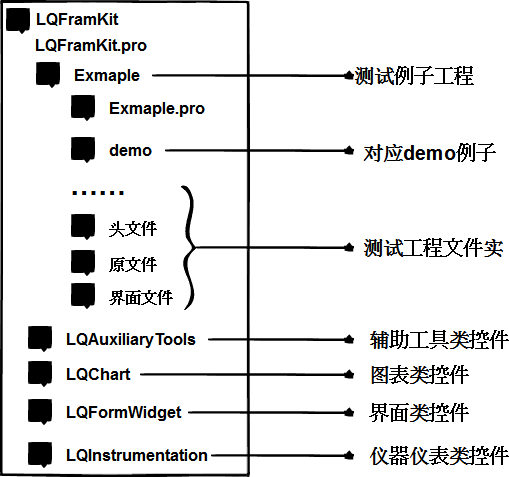 LQFramKit
LQFramKit.pro
Exmaple
测试例子工程
Exmaple.pro
demo
对应demo例子
......
头文件
原文件
测试工程文件实
界面文件
LQAuxiliaryTools
辅助工具类控件
LQChart
图表类控件
LQFormWidget
界面类控件
LQInstrumentation
仪器仪表类控件